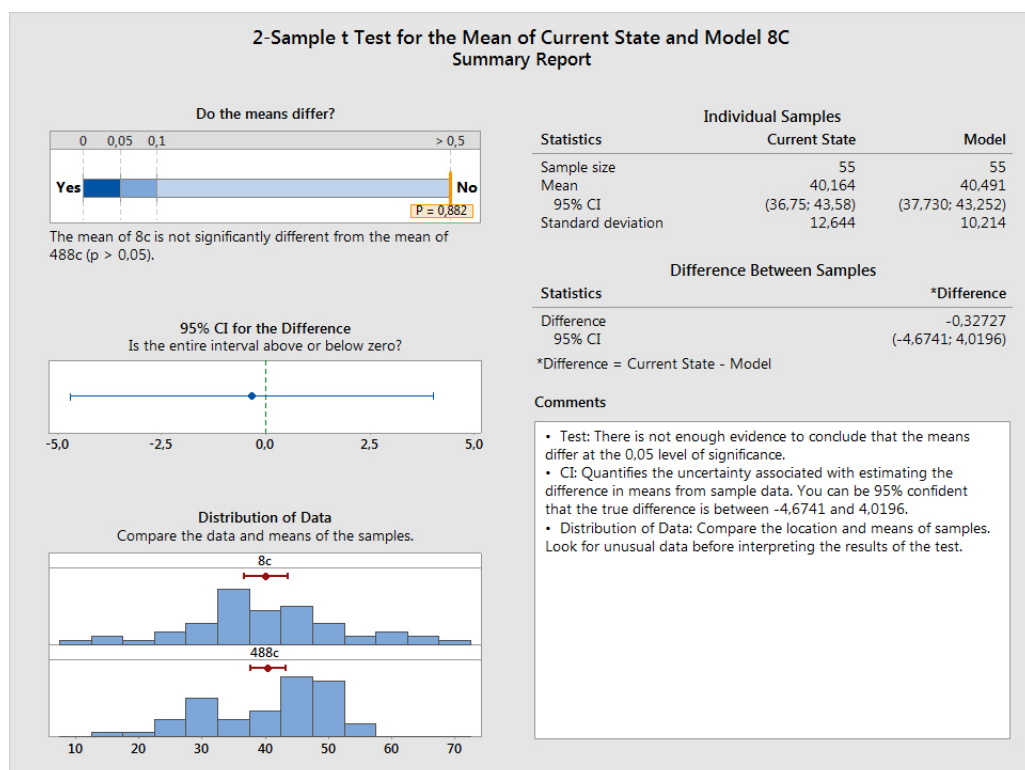 2-Sample t Test for the Mean of Current State and Model 8C
Summary Report
Do the means differ?
0 0,05 0,1 > 0,5
Yes No
P = 0,882
The mean of 8c is not significantly different from the mean of
488c (p > 0,05).
95% CI for the Difference
Is the entire interval above or below zero?
-5,0 -2,5 0,0 2,5 5,0
Distribution of Data
Compare the data and means of the samples.
8c
488c
10 20 30 40 50 60 70
Individual Samples
Statistics Current State Model
Sample size 55 55
Mean 40,164 40,491
95% CI (36,75; 43,58) (37,730; 43,252)
Standard deviation 12,644 10,214
Difference Between Samples
Statistics *Difference
Difference -0,32727
95% CI (-4,6741; 4,0196)
*Difference = Current State - Model
Comments
• Test: There is not enough evidence to conclude that the means
differ at the 0,05 level of significance.
• CI: Quantifies the uncertainty associated with estimating the
difference in means from sample data. You can be 95% confident
that the true difference is between -4,6741 and 4,0196.
• Distribution of Data: Compare the location and means of samples.
Look for unusual data before interpreting the results of the test.